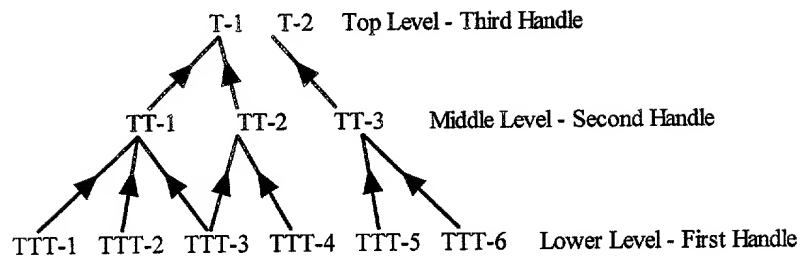 T-1 T-2 Top Level - Third Handle
TT-1 TT-2 TT-3 Middle Level - Second Handle
TTT-1 TTT-2 TTT-3 TTT-4 TTT-5 TTT-6 Lower Level - First Handle